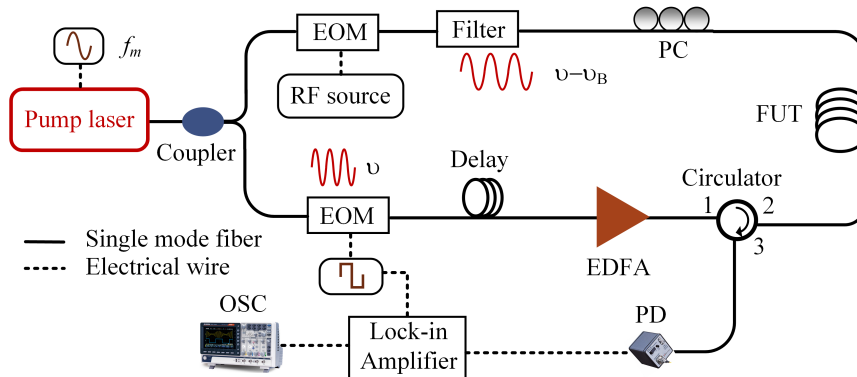 EOM
Filter
f_m
PC
υ−υ_B
RF source
Pump laser
FUT
Coupler
Delay
υ
Circulator
1
2
EOM
3
Single mode fiber
Electrical wire
EDFA
OSC
PD
Lock-in
Amplifier